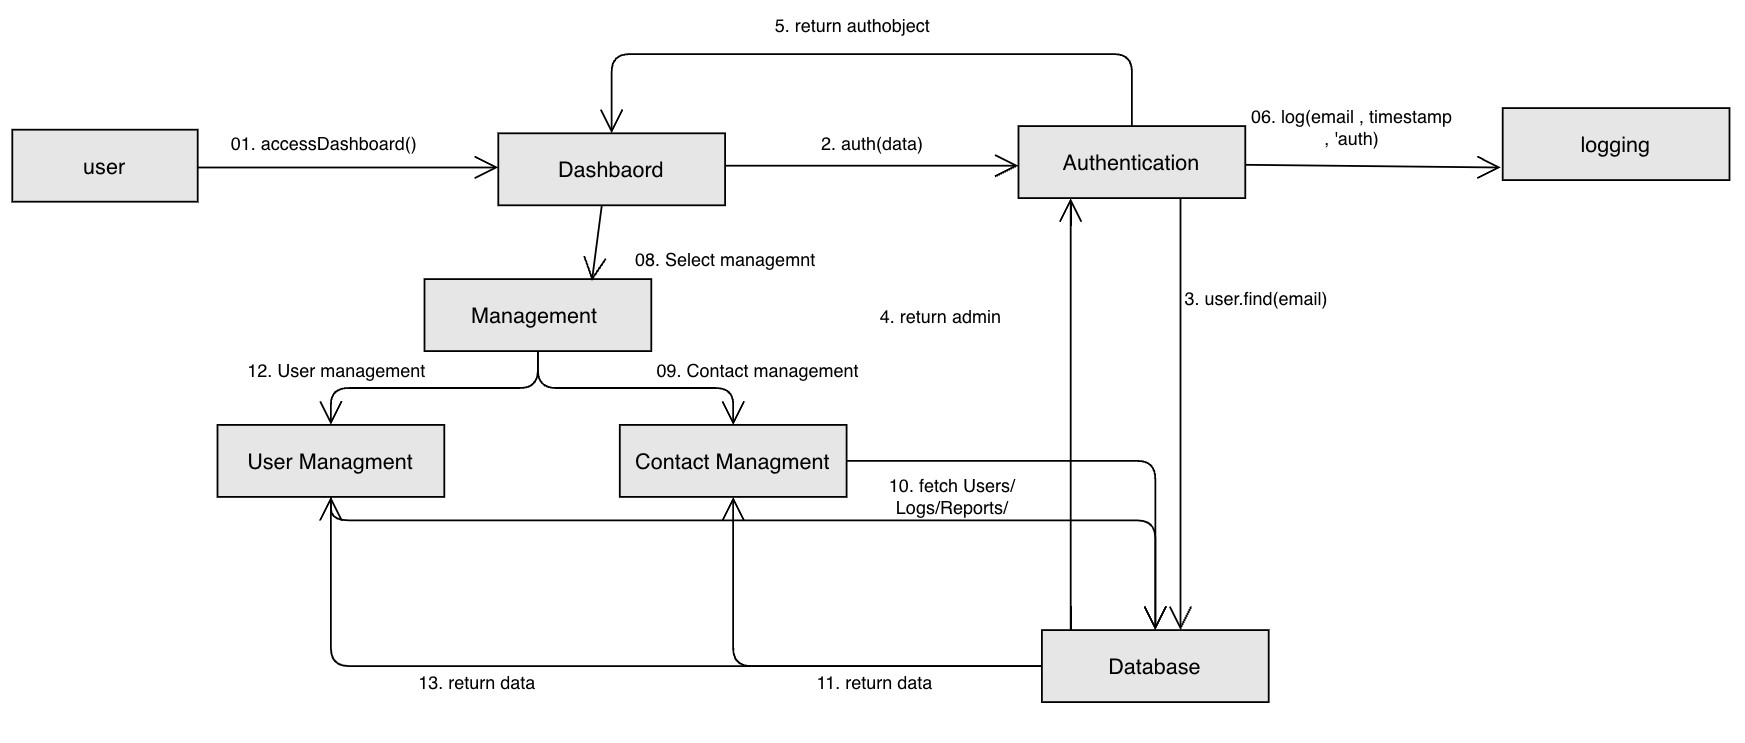 5. return authobject
01. accessDashboard()
2. auth(data)
06. log(email , timestamp
, 'auth)
user
Dashbaord
Authentication
logging
08. Select managemnt
3. user.find(email)
Management
4. return admin
12. User management
09. Contact management
User Managment
Contact Managment
10. fetch Users/
Logs/Reports/
Database
13. return data
11. return data